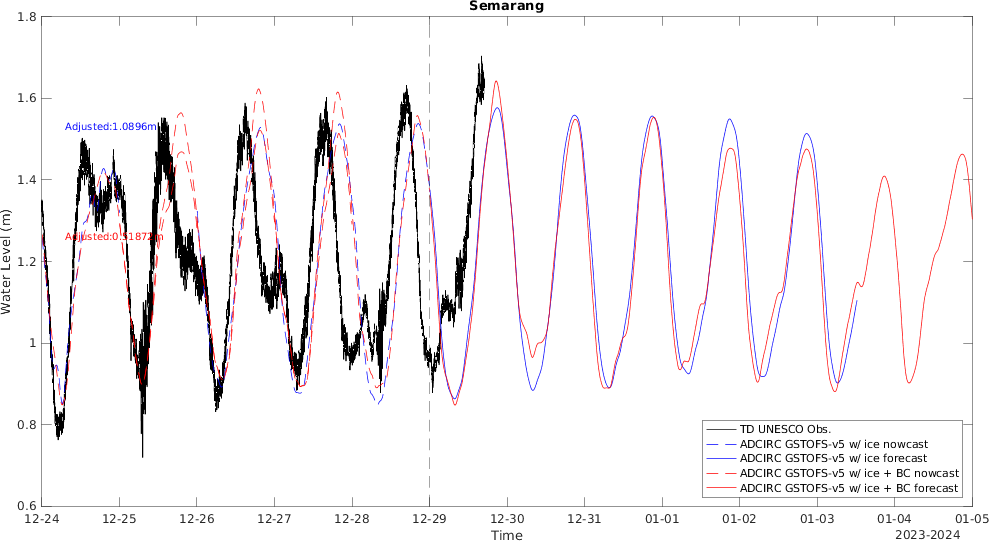 Semarang
1.8
1.6
1.4
1.2
1
0.8
0.6
Water Level (m)
Adjusted:1.0896m
Adjusted:0.51872m
TD UNESCO Obs.
ADCIRC GSTOFS-v5 w/ ice nowcast
ADCIRC GSTOFS-v5 w/ ice forecast
ADCIRC GSTOFS-v5 w/ ice + BC nowcast
ADCIRC GSTOFS-v5 w/ ice + BC forecast
12-24 12-25 12-26 12-27 12-28 12-29 12-30 12-31 01-01 01-02 01-03 01-04 01-05
Time
2023-2024